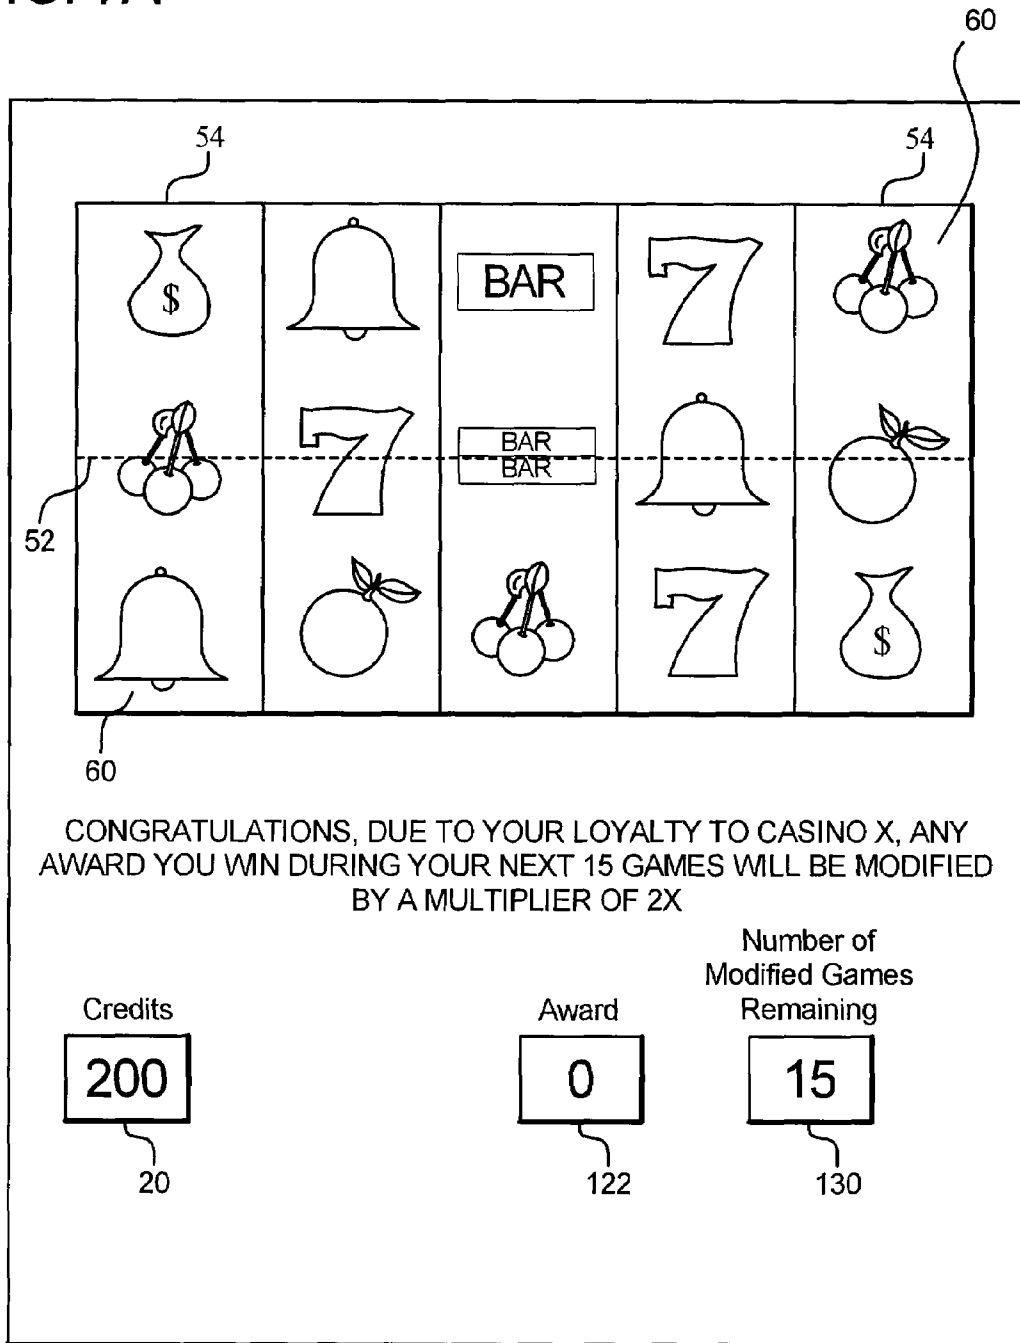 60
54
54
$
BAR
BAR
BAR
52
$
60
CONGRATULATIONS, DUE TO YOUR LOYALTY TO CASINO X, ANY
AWARD YOU WIN DURING YOUR NEXT 15 GAMES WILL BE MODIFIED
BY A MULTIPLIER OF 2X
Number of
Modified Games
Remaining
Credits
Award
200
0
15
20
122
130